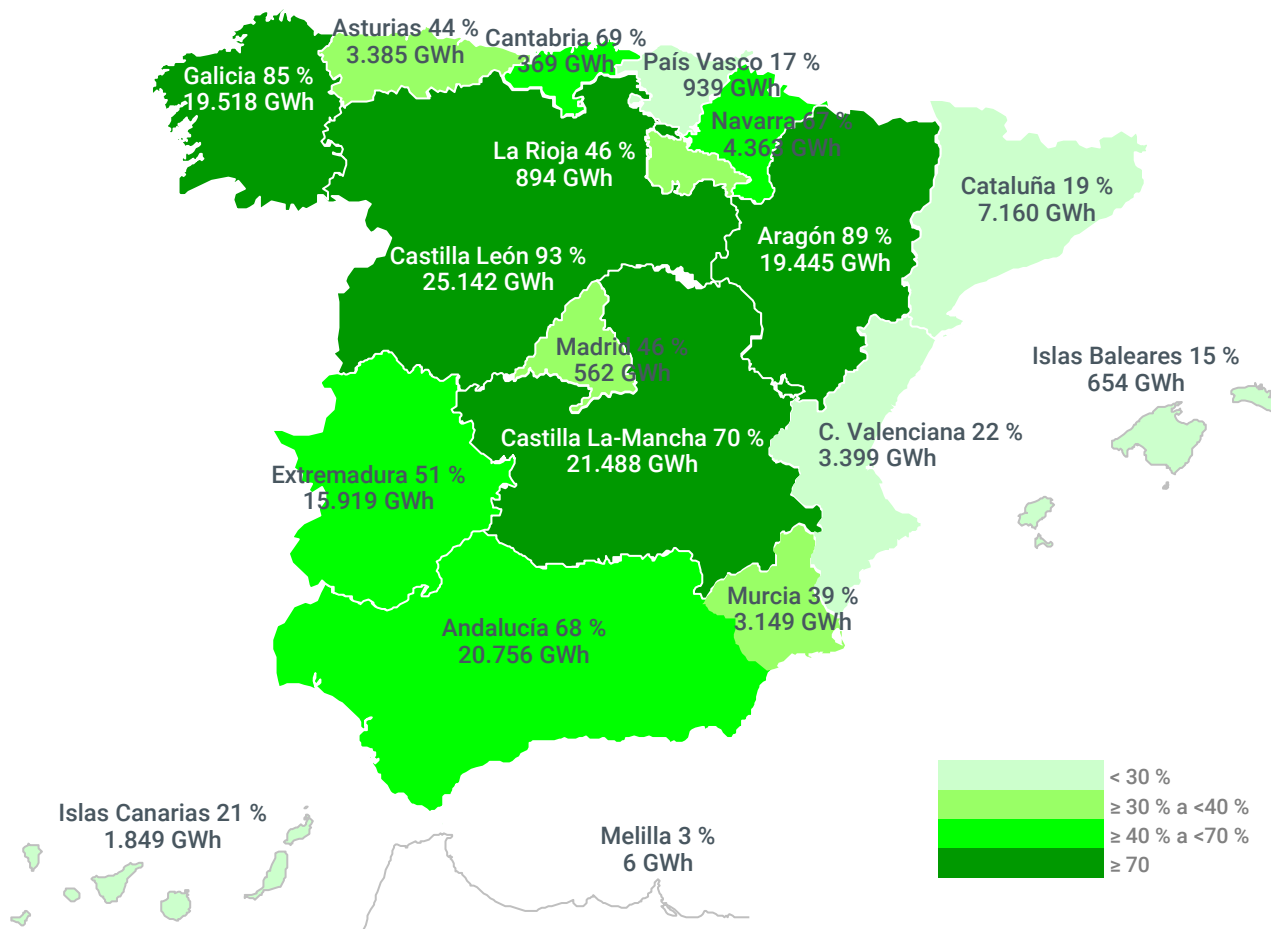 Asturias 44 %
3.385 GWh
Cantabria 69 %
369 GWh
País Vasco 17 %
939 GWh
Galicia 85 %
19.518 GWh
Navarra 67 %
4.363 GWh
La Rioja 46 %
894 GWh
Cataluña 19 %
7.160 GWh
Aragón 89 %
19.445 GWh
Castilla León 93 %
25.142 GWh
Madrid 46 %
562 GWh
Islas Baleares 15 %
654 GWh
Castilla La-Mancha 70 %
21.488 GWh
C. Valenciana 22 %
3.399 GWh
Extremadura 51 %
15.919 GWh
Murcia 39 %
3.149 GWh
Andalucía 68 %
20.756 GWh
Islas Canarias 21 %
1.849 GWh
Melilla 3 %
6 GWh
< 30 %
≥ 30 % a <40 %
≥ 40 % a <70 %
≥ 70